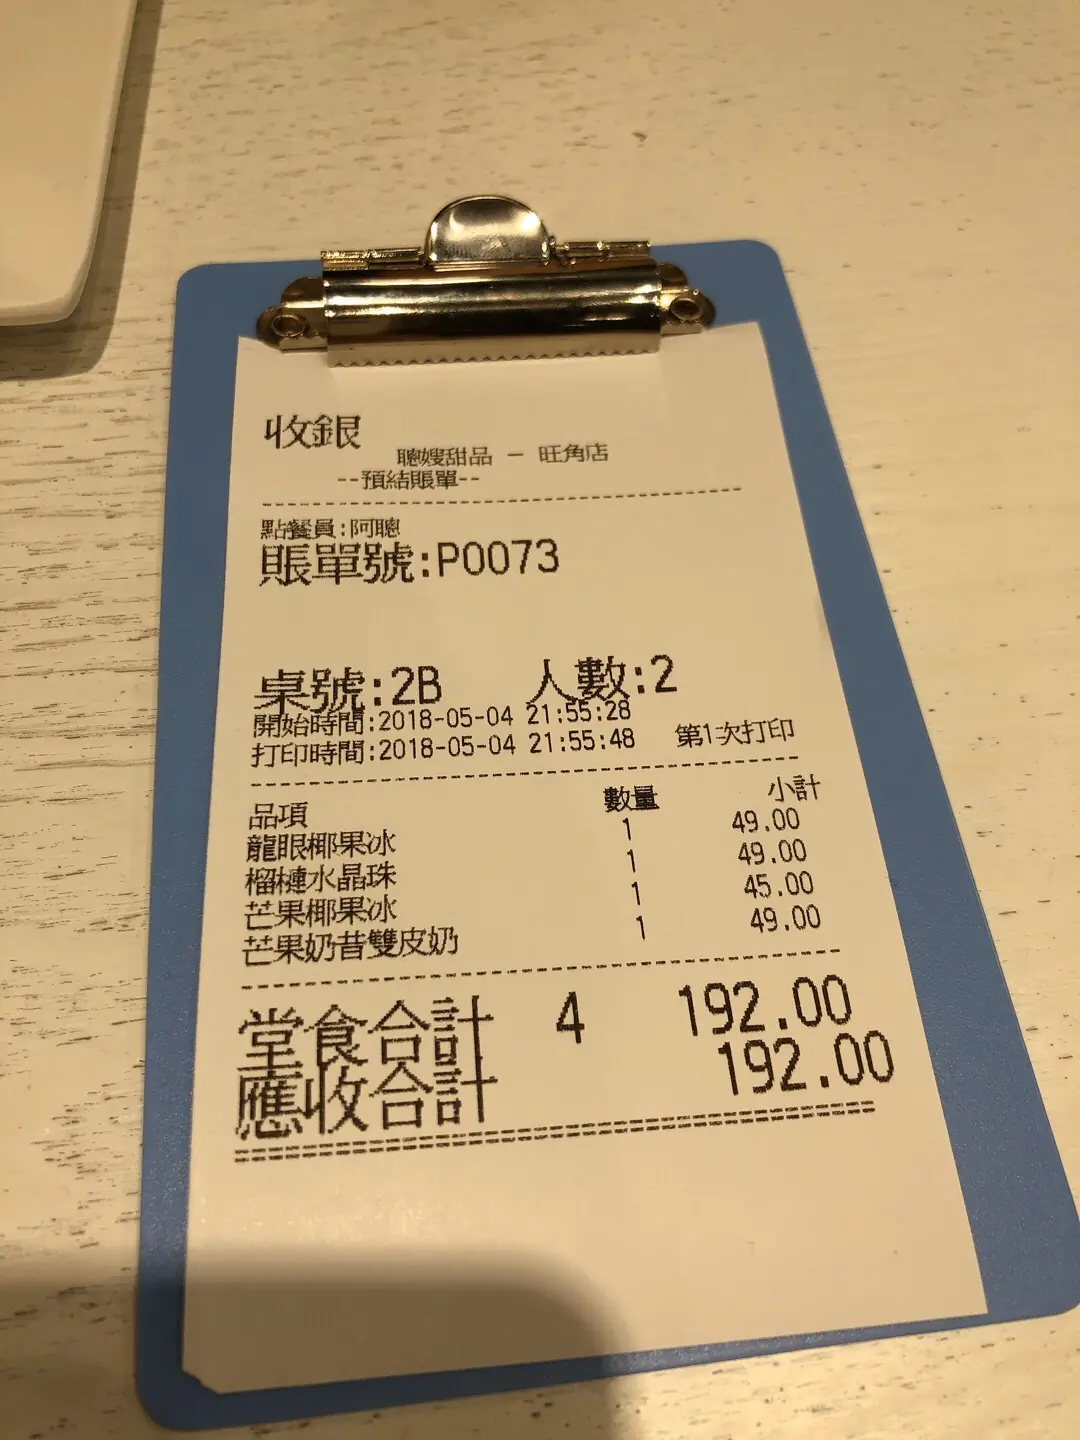 收銀
聰嫂甜品 - 旺角店
--預結賬單--
點餐員:阿聰
賬單號:P0073
桌號:2B 人數:2
開始時間:2018-05-04 21:55:28
打印時間:2018-05-04 21:55:48 第1次打印
品項 數量 小計
龍眼椰果冰 1 49.00
榴槤水晶珠 1 49.00
芒果椰果冰 1 45.00
芒果奶昔雙皮奶 1 49.00
堂食合計 4 192.00
應收合計 192.00